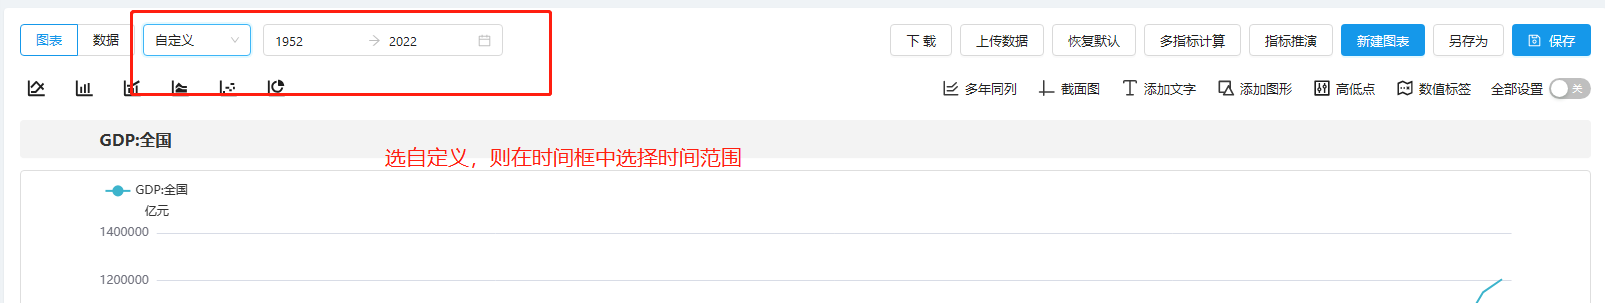 图表 数据 自定义 1952 → 2022 下 载 上传数据 恢复默认 多指标计算 指标推演 新建图表 另存为 保存
多年同列 截面图 添加文字 添加图形 高低点 数值标签 全部设置 关
GDP:全国
选自定义，则在时间框中选择时间范围
GDP:全国
亿元
1400000
1200000